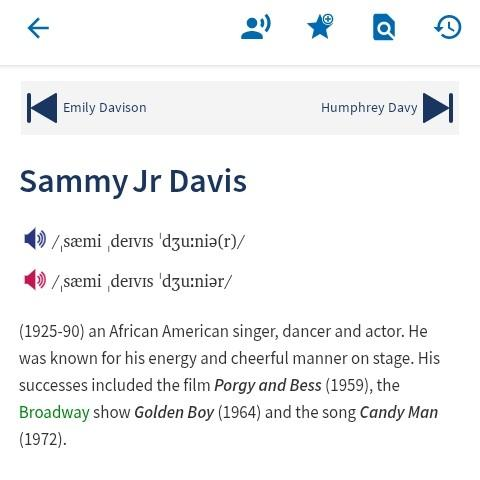 Emily Davison Humphrey Davy
Sammy Jr Davis
/ˌsæmi ˌdeɪvɪs ˈdʒuːniə(r)/
/ˌsæmi ˌdeɪvɪs ˈdʒuːniər/
(1925-90) an African American singer, dancer and actor. He
was known for his energy and cheerful manner on stage. His
successes included the film Porgy and Bess (1959), the
Broadway show Golden Boy (1964) and the song Candy Man
(1972).